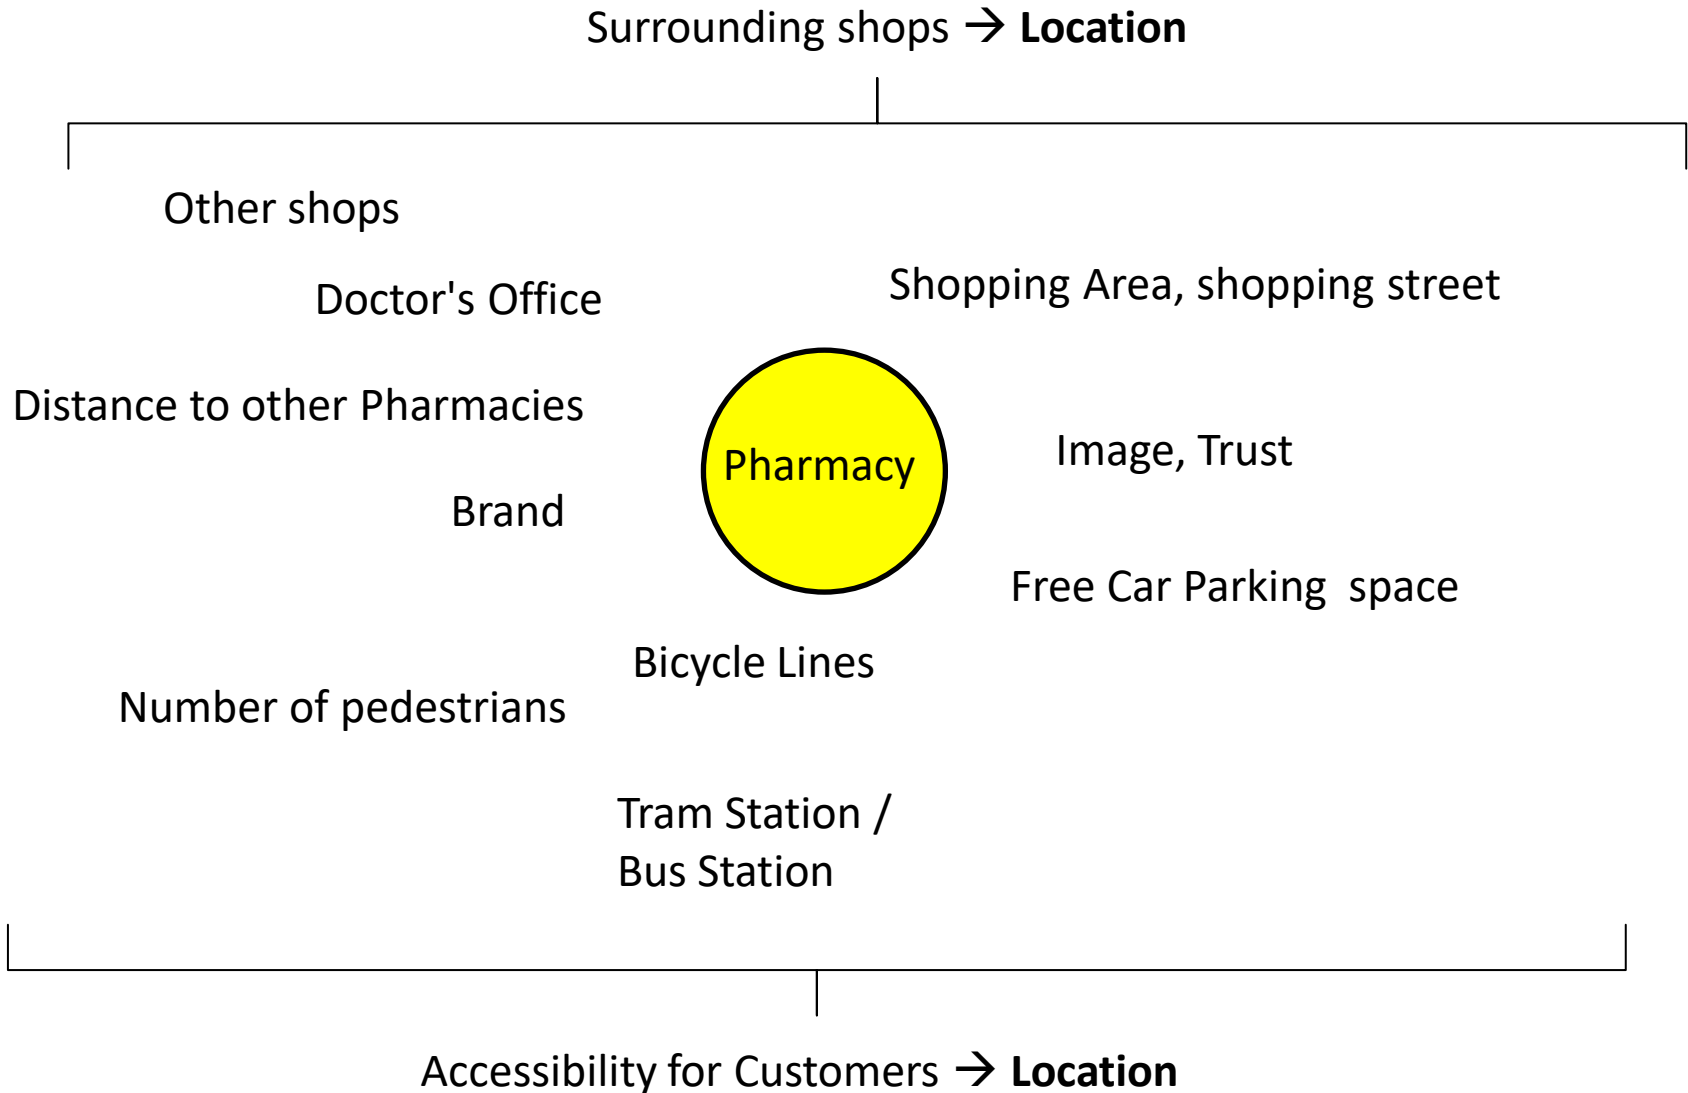 Surrounding shops → Location
Other shops
Doctor's Office
Shopping Area, shopping street
Distance to other Pharmacies
Image, Trust
Pharmacy
Brand
Free Car Parking  space
Bicycle Lines
Number of pedestrians
Tram Station /
Bus Station
Accessibility for Customers → Location